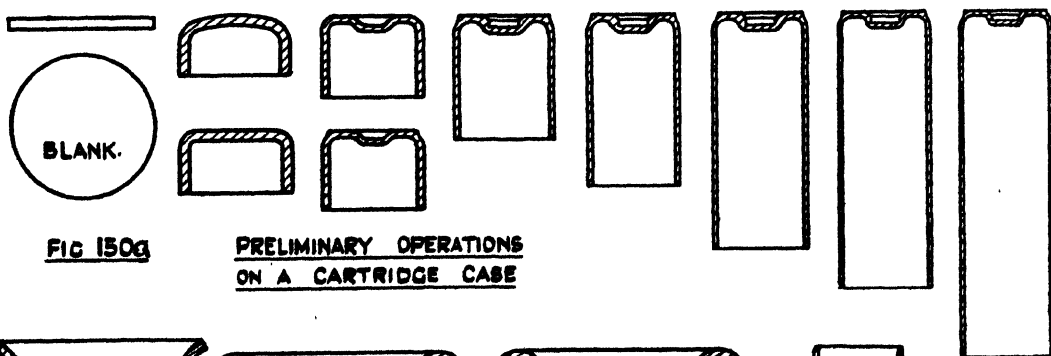 BLANK.
FIG 150a
PRELIMINARY OPERATIONS
ON A CARTRIDGE CASE